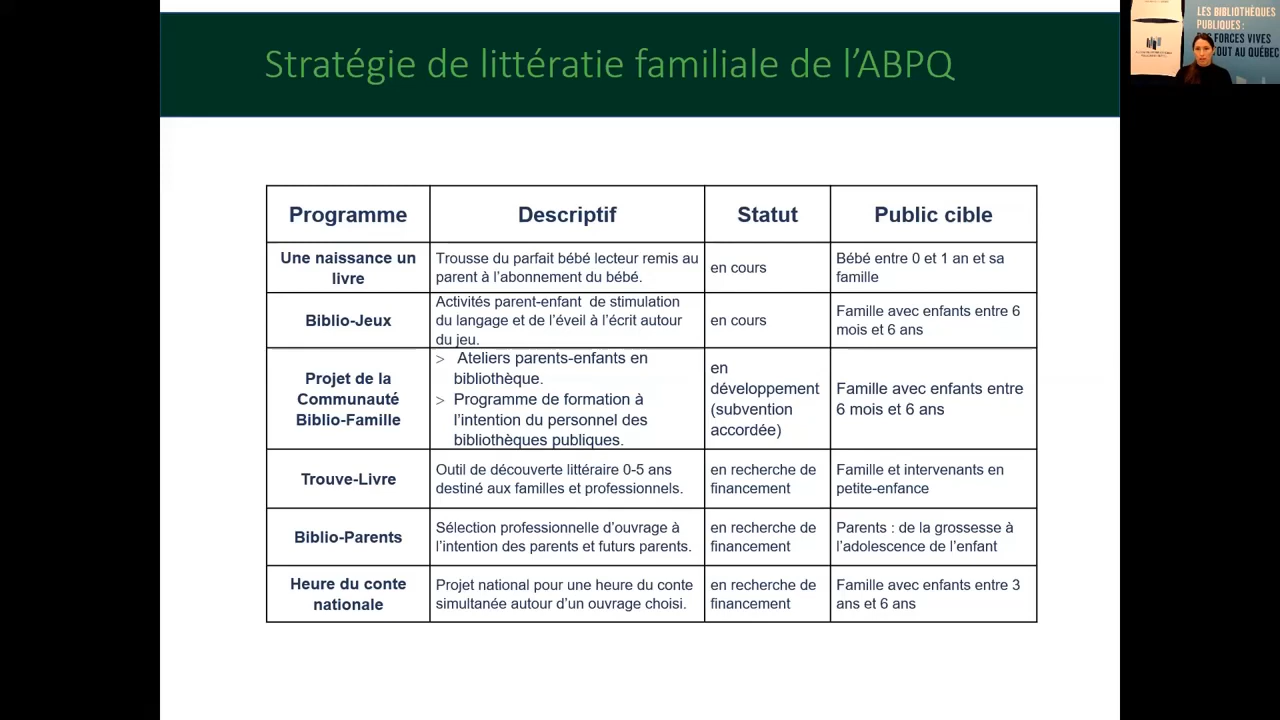 Stratégie de littératie familiale de l'ABPQ
LES BIBLIOTHÈQUES
PUBLIQUES :
FORCES VIVES
OUT AU QUÉBEC
Programme
Descriptif
Statut
Public cible
Une naissance un
livre
Trousse du parfait bébé lecteur remis au
parent à l'abonnement du bébé.
en cours
Bébé entre 0 et 1 an et sa
famille
Biblio-Jeux
Activités parent-enfant de stimulation
du langage et de l'éveil à l'écrit autour
du jeu.
en cours
Famille avec enfants entre 6
mois et 6 ans
Projet de la
Communauté
Biblio-Famille
> Ateliers parents-enfants en
bibliothèque.
> Programme de formation à
l'intention du personnel des
bibliothèques publiques.
en
développement
(subvention
accordée)
Famille avec enfants entre
6 mois et 6 ans
Trouve-Livre
Outil de découverte littéraire 0-5 ans
destiné aux familles et professionnels.
en recherche de
financement
Famille et intervenants en
petite-enfance
Biblio-Parents
Sélection professionnelle d'ouvrage à
l'intention des parents et futurs parents.
en recherche de
financement
Parents : de la grossesse à
l'adolescence de l'enfant
Heure du conte
nationale
Projet national pour une heure du conte
simultanée autour d'un ouvrage choisi.
en recherche de
financement
Famille avec enfants entre 3
ans et 6 ans